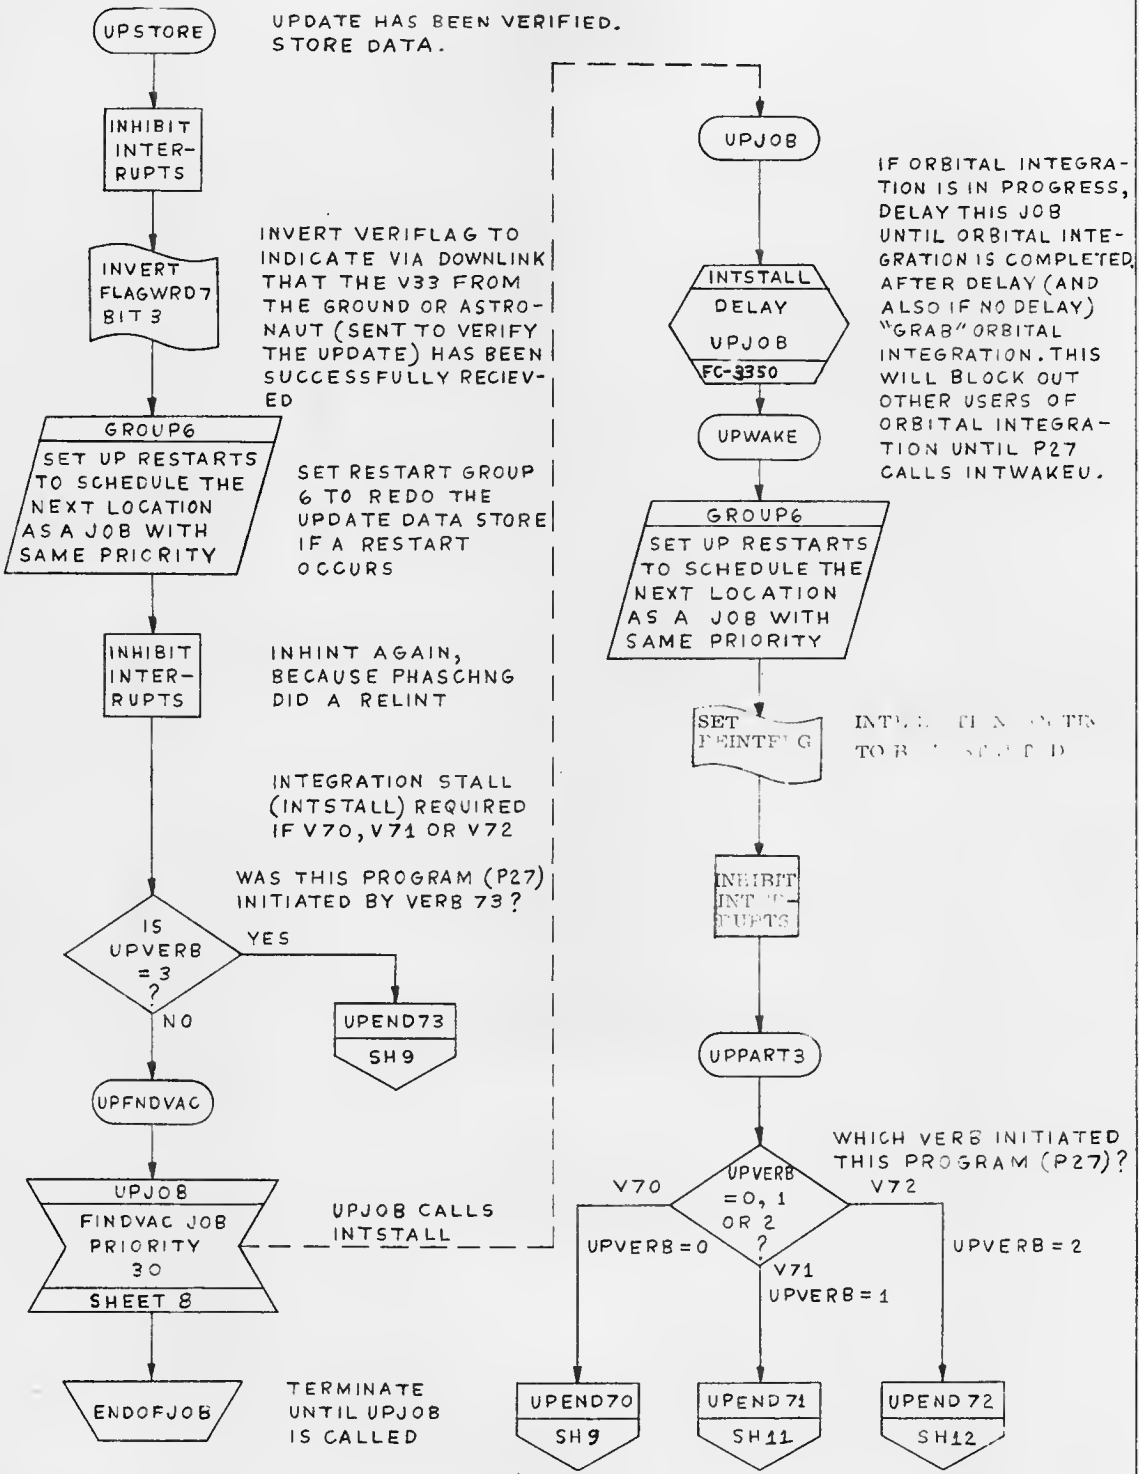 UPSTORE
UPDATE HAS BEEN VERIFIED.
STORE DATA.
INHIBIT
INTER-
RUPTS
INVERT
FLAGWRD7
BIT 3
INVERT VERIFLAG TO
INDICATE VIA DOWNLINK
THAT THE V33 FROM
THE GROUND OR ASTRO-
NAUT (SENT TO VERIFY
THE UPDATE) HAS BEEN
SUCCESSFULLY RECIEV-
ED
GROUP6
SET UP RESTARTS
TO SCHEDULE THE
NEXT LOCATION
AS A JOB WITH
SAME PRIORITY
SET RESTART GROUP
6 TO REDO THE
UPDATE DATA STORE
IF A RESTART
OCCURS
INHIBIT
INTER-
RUPTS
INHINT AGAIN,
BECAUSE PHASCHNG
DID A RELINT
INTEGRATION STALL
(INTSTALL) REQUIRED
IF V70, V71 OR V72
WAS THIS PROGRAM (P27)
INITIATED BY VERB 73?
IS
UPVERB
= 3
?
YES
NO
UPEND73
SH9
UPFNDVAC
UPJOB
FINDVAC JOB
PRIORITY
30
SHEET 8
UPJOB CALLS
INTSTALL
ENDOFJOB
TERMINATE
UNTIL UPJOB
IS CALLED
UPJOB
IF ORBITAL INTEGRA-
TION IS IN PROGRESS,
DELAY THIS JOB
UNTIL ORBITAL INTE-
GRATION IS COMPLETED.
AFTER DELAY (AND
ALSO IF NO DELAY)
"GRAB" ORBITAL
INTEGRATION. THIS
WILL BLOCK OUT
OTHER USERS OF
ORBITAL INTEGRA-
TION UNTIL P27
CALLS INTWAKEU.
INTSTALL
DELAY
UPJOB
FC-3350
UPWAKE
GROUP6
SET UP RESTARTS
TO SCHEDULE THE
NEXT LOCATION
AS A JOB WITH
SAME PRIORITY
SET
TO
INHIBIT
UPPART3
WHICH VERB INITIATED
THIS PROGRAM (P27)?
UPVERB
= 0, 1
OR 2
?
V70
UPVERB = 0
V71
UPVERB = 1
V72
UPVERB = 2
UPEND70
SH9
UPEND 71
SH11
UPEND 72
SH12